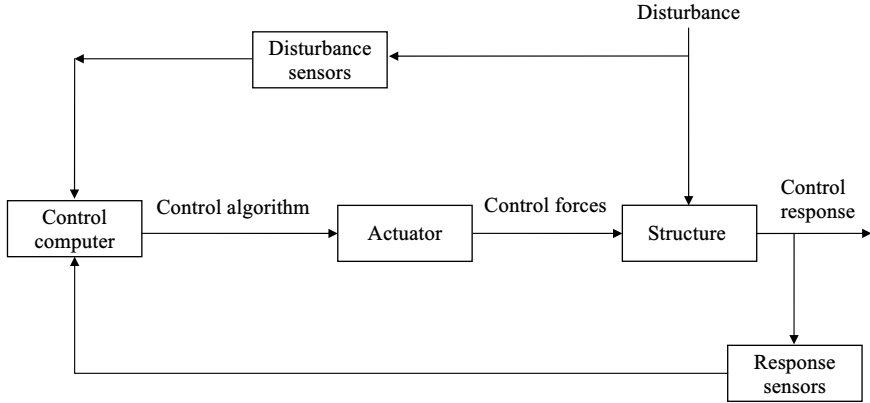 Disturbance
Disturbance
sensors
Control
computer
Control algorithm
Actuator
Control forces
Structure
Control
response
Response
sensors